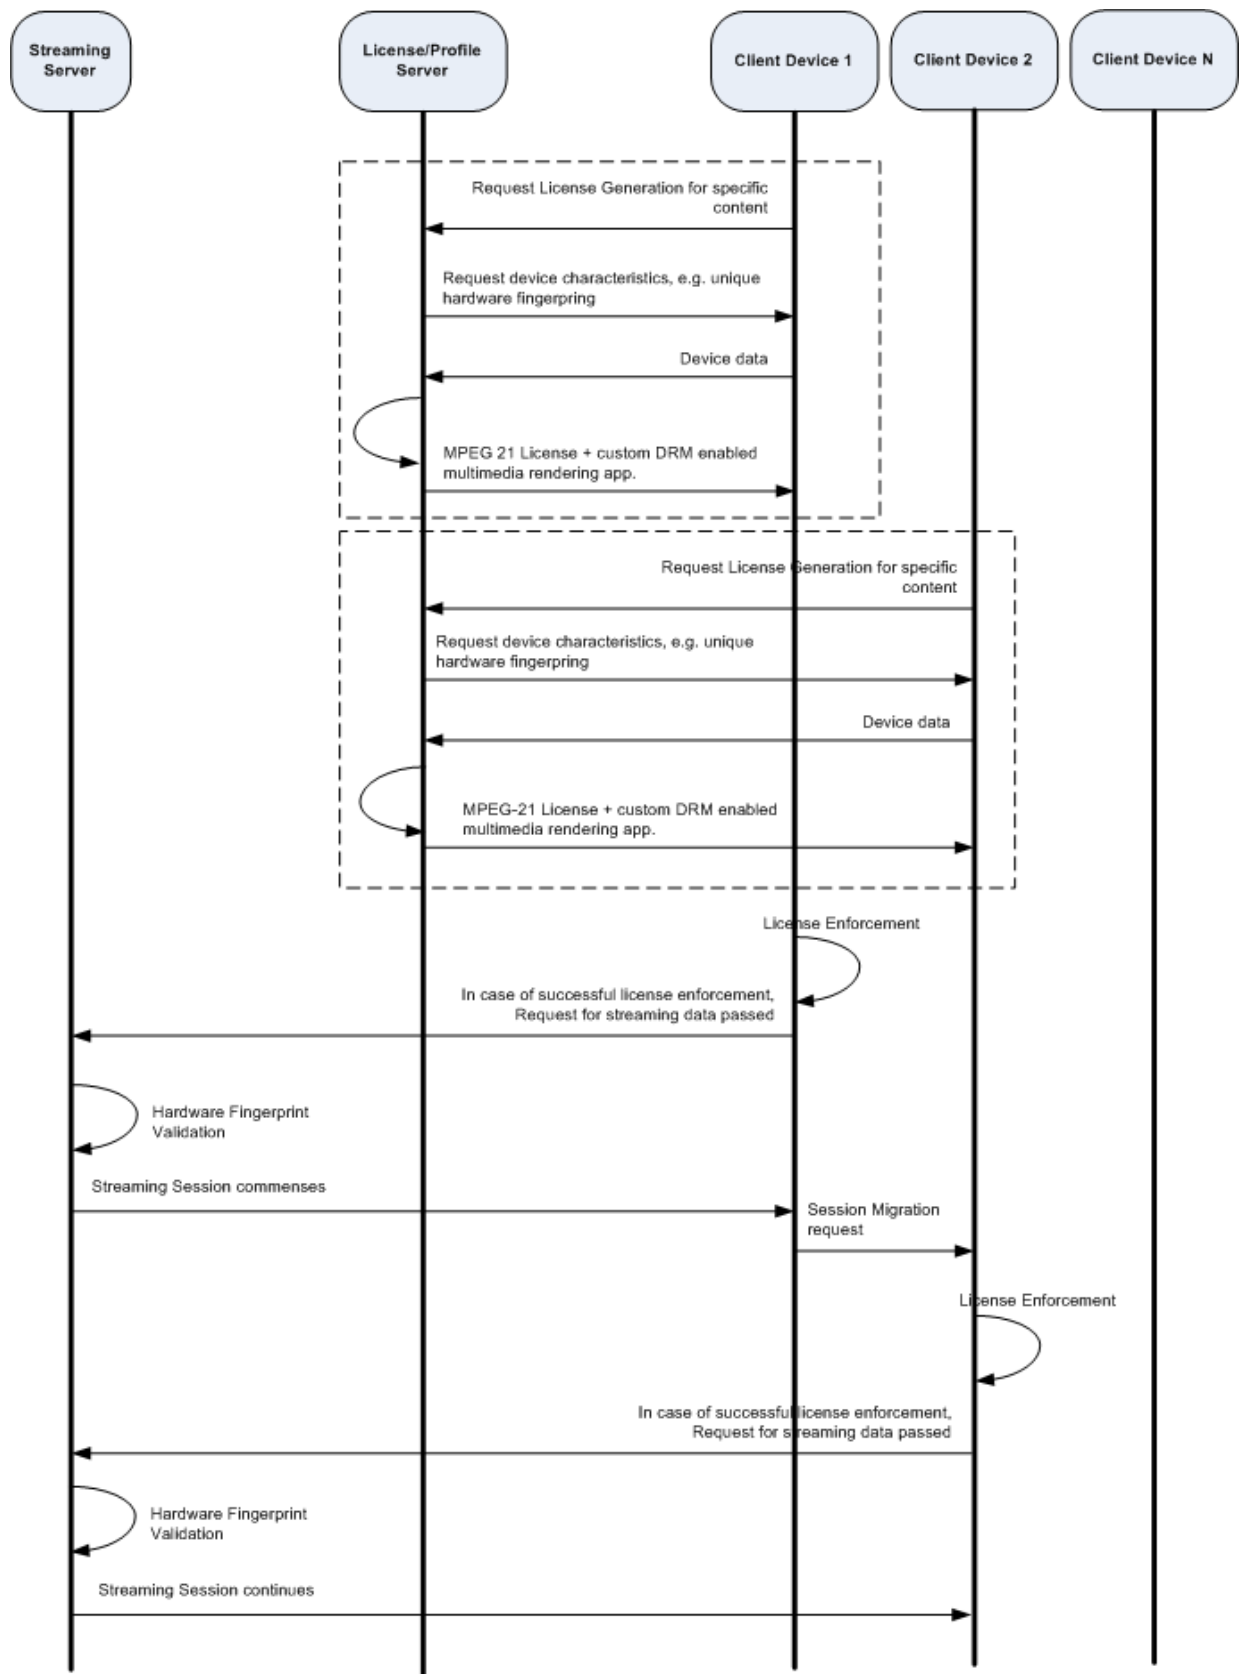 Streaming
Server
License/Profile
Server
Client Device 1
Client Device 2
Client Device N
Request License Generation for specific
content
Request device characteristics, e.g. unique
hardware fingerpring
Device data
MPEG 21 License + custom DRM enabled
multimedia rendering app.
Request License Generation for specific
content
Request device characteristics, e.g. unique
hardware fingerpring
Device data
MPEG-21 License + custom DRM enabled
multimedia rendering app.
License Enforcement
In case of successful license enforcement,
Request for streaming data passed
Hardware Fingerprint
Validation
Streaming Session commenses
Session Migration
request
License Enforcement
In case of successful license enforcement,
Request for streaming data passed
Hardware Fingerprint
Validation
Streaming Session continues